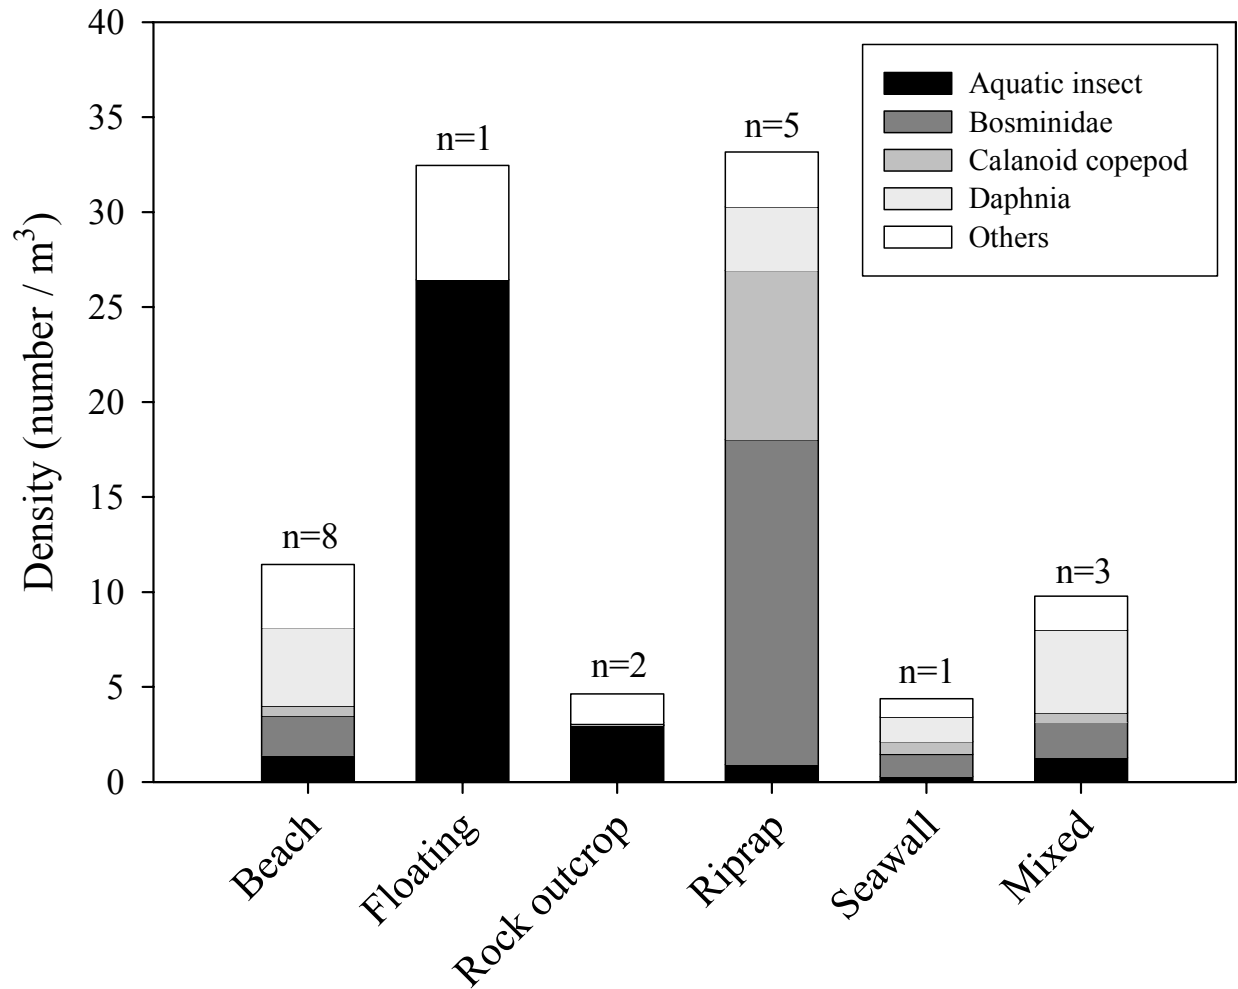 40
35
30
25
20
15
10
5
0
Density (number / m³)
n=8
n=1
n=2
n=5
n=1
n=3
Aquatic insect
Bosminidae
Calanoid copepod
Daphnia
Others
Beach
Floating
Rock outcrop
Riprap
Seawall
Mixed